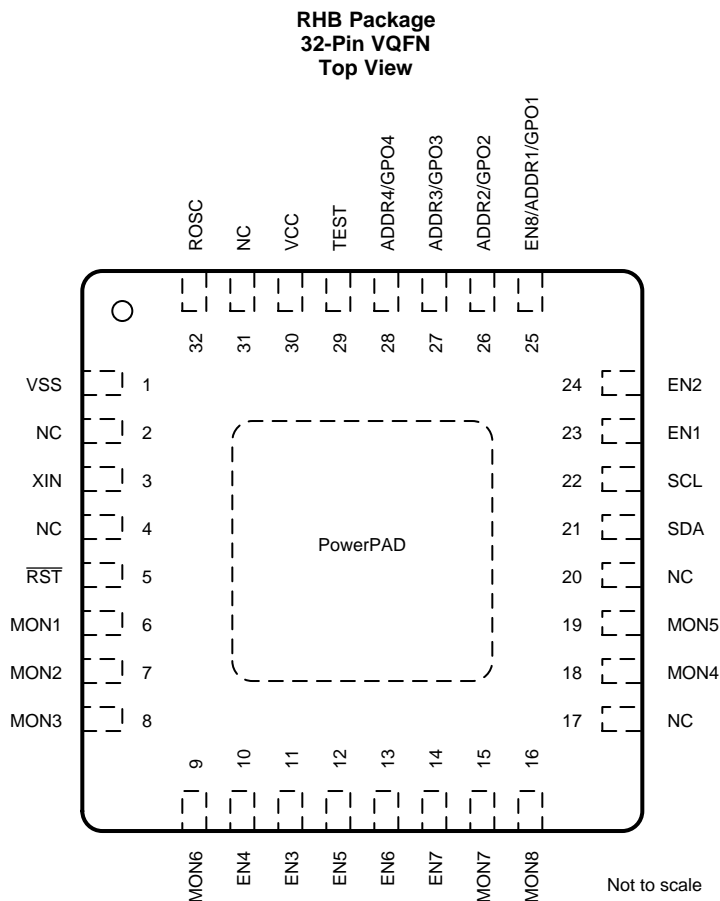 RHB Package
32-Pin VQFN
Top View
ROSC
NC
VCC
TEST
ADDR4/GPO4
ADDR3/GPO3
ADDR2/GPO2
EN8/ADDR1/GPO1
32
31
30
29
28
27
26
25
VSS 1
NC 2
XIN 3
NC 4
RST 5
MON1 6
MON2 7
MON3 8
PowerPAD
24 EN2
23 EN1
22 SCL
21 SDA
20 NC
19 MON5
18 MON4
17 NC
9
10
11
12
13
14
15
16
MON6
EN4
EN3
EN5
EN6
EN7
MON7
MON8
Not to scale